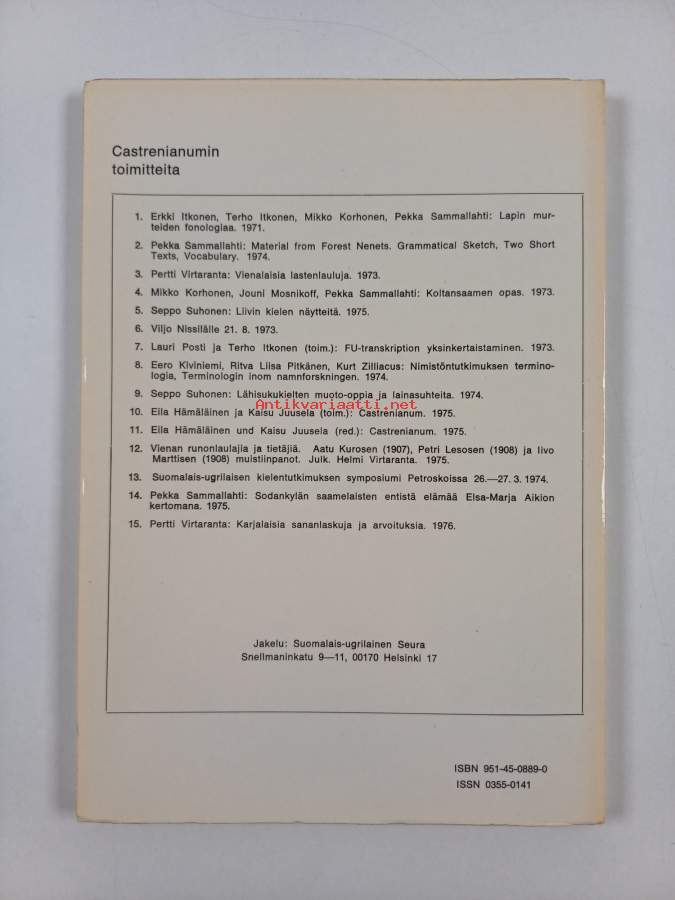 Castrenianumin
toimitteita
1. Erkki Itkonen, Terho Itkonen, Mikko Korhonen, Pekka Sammallahti: Lapin mur-
teiden fonologiaa. 1971.
2. Pekka Sammallahti: Material from Forest Nenets. Grammatical Sketch, Two Short
Texts, Vocabulary. 1974.
3. Pertti Virtaranta: Vienalaisia lastenlauluja. 1973.
4. Mikko Korhonen, Jouni Mosnikoff, Pekka Sammallahti: Koltansaamen opas. 1973.
5. Seppo Suhonen: Liivin kielen näytteitä. 1975.
6. Viljo Nissilälle 21. 8. 1973.
7. Lauri Posti ja Terho Itkonen (toim.): FU-transkription yksinkertaistaminen. 1973.
8. Eero Kiviniemi, Ritva Liisa Pitkänen, Kurt Zilliacus: Nimistöntutkimuksen termino-
logia, Terminologin inom namnforskningen. 1974.
9. Seppo Suhonen: Lähisukukielten muoto-oppia ja lainasuhteita. 1974.
Antikvariaatti.net
10. Eila Hämäläinen ja Kaisu Juusela (toim.): Castrenianum. 1975.
11. Eila Hämäläinen und Kaisu Juusela (red.): Castrenianum. 1975.
12. Vienan runonlaulajia ja tietäjiä. Aatu Kurosen (1907), Petri Lesosen (1908) ja Iivo
Marttisen (1908) muistiinpanot. Julk. Helmi Virtaranta. 1975.
13. Suomalais-ugrilaisen kielentutkimuksen symposiumi Petroskoissa 26.—27. 3. 1974.
14. Pekka Sammallahti: Sodankylän saamelaisten entistä elämää Elsa-Marja Aikion
kertomana. 1975.
15. Pertti Virtaranta: Karjalaisia sananlaskuja ja arvoituksia. 1976.
Jakelu: Suomalais-ugrilainen Seura
Snellmaninkatu 9—11, 00170 Helsinki 17
ISBN 951-45-0889-0
ISSN 0355-0141